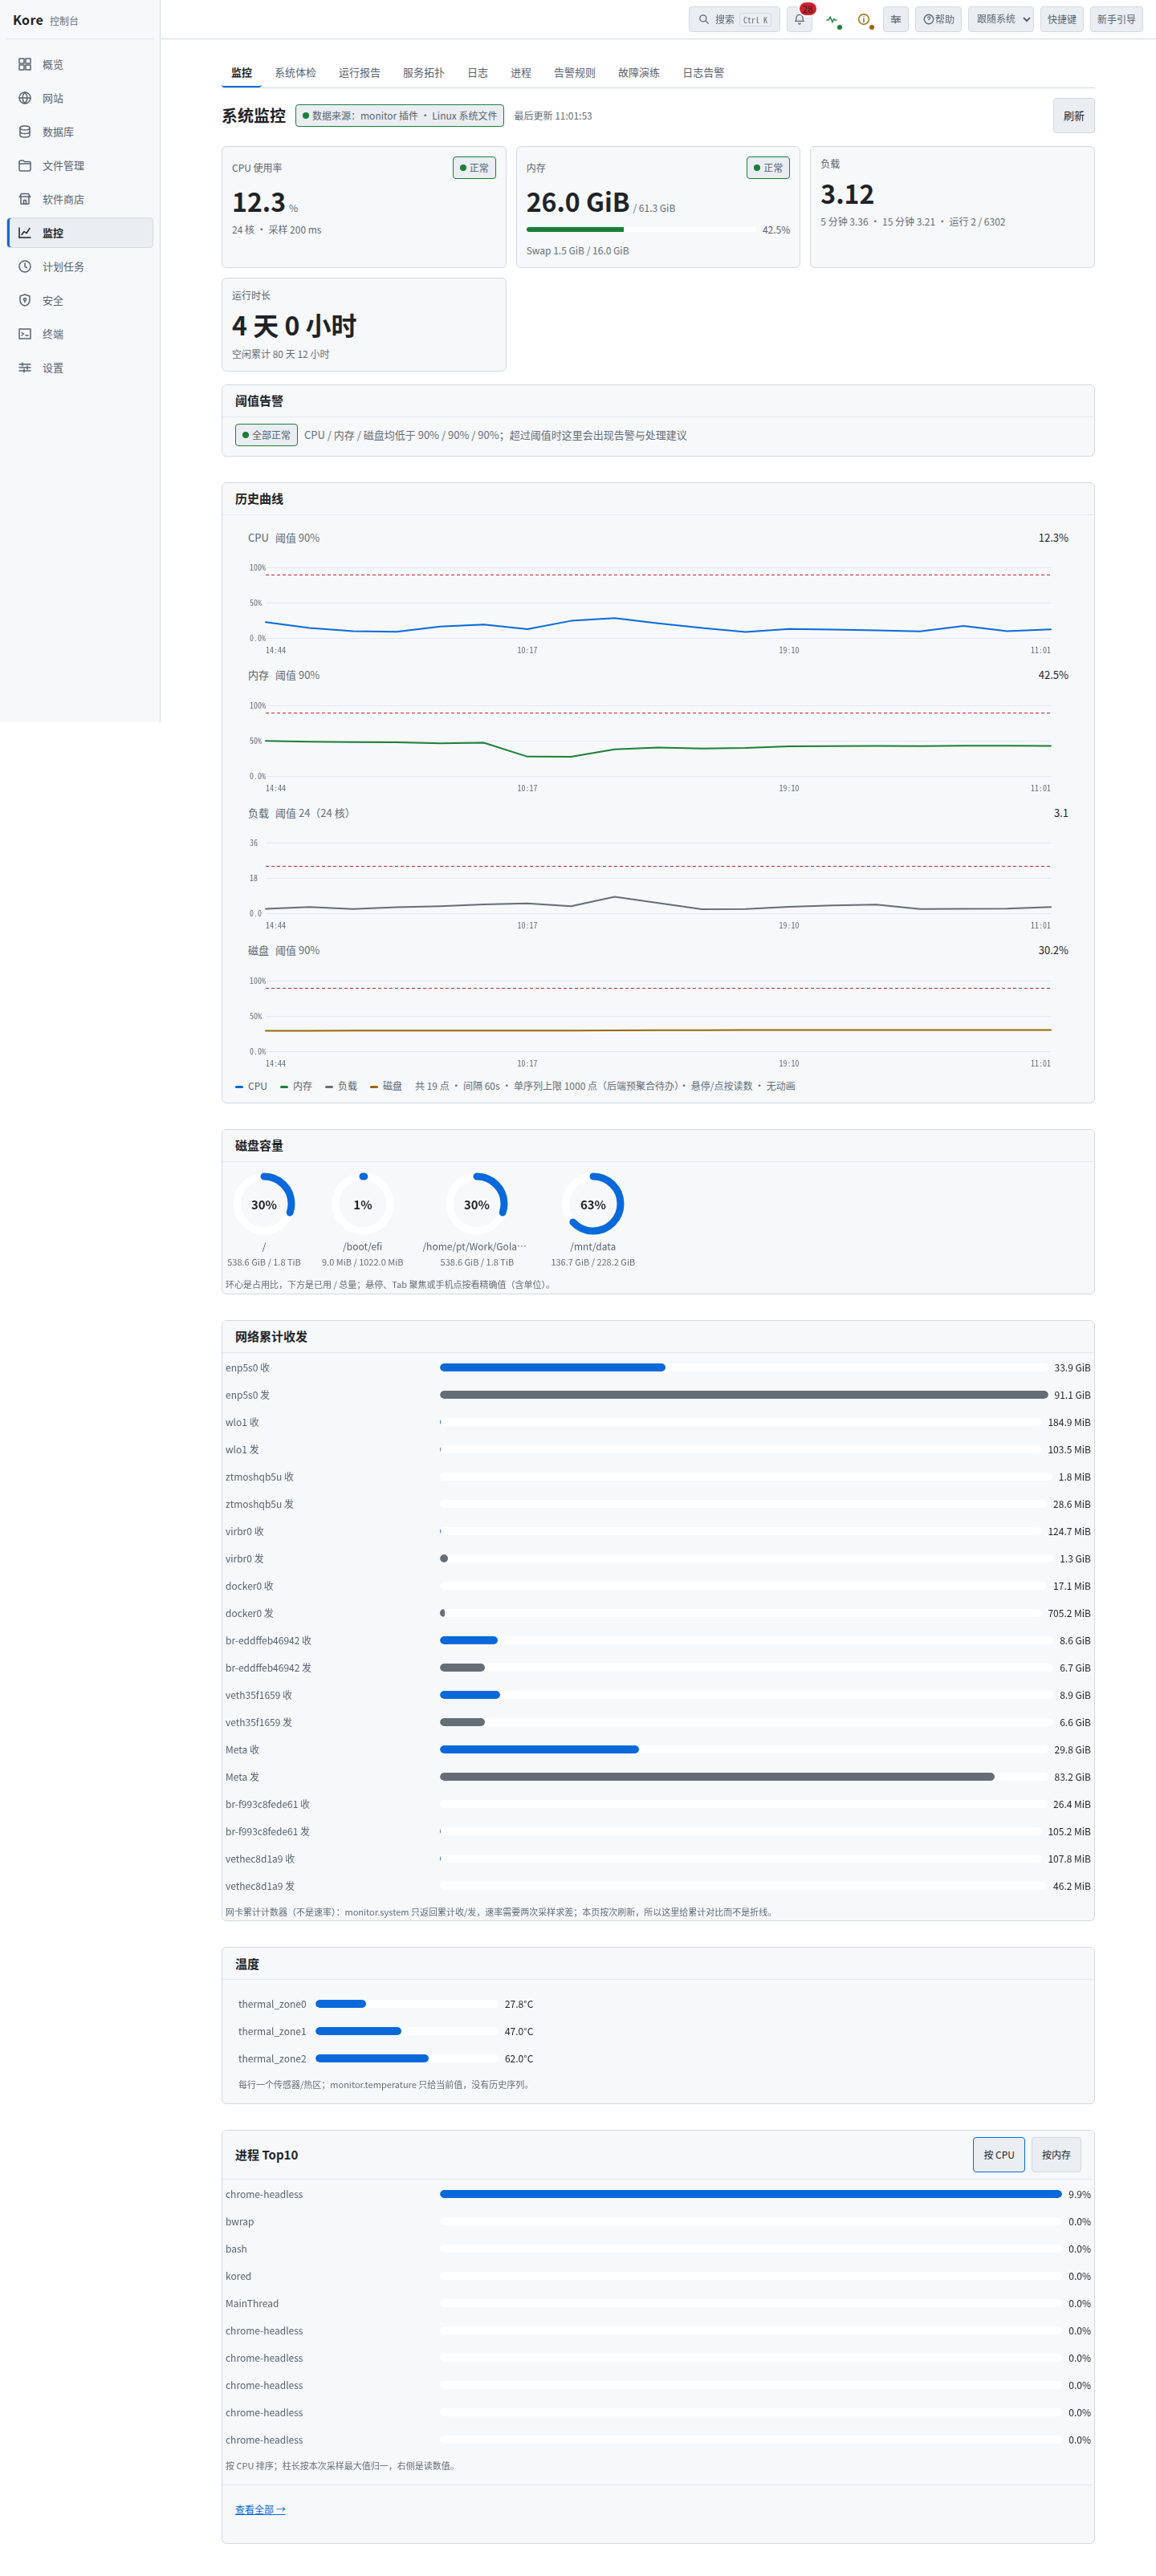 Kore 控制台
概览
网站
数据库
文件管理
软件商店
监控
计划任务
安全
终端
设置
搜索 Ctrl K
28
帮助
跟随系统
快捷键
新手引导
监控 系统体检 运行报告 服务拓扑 日志 进程 告警规则 故障演练 日志告警
系统监控 数据来源：monitor 插件 · Linux 系统文件 最后更新 11:01:53 刷新
CPU 使用率 正常
12.3 %
24 核 · 采样 200 ms
内存 正常
26.0 GiB / 61.3 GiB
42.5%
Swap 1.5 GiB / 16.0 GiB
负载
3.12
5 分钟 3.36 · 15 分钟 3.21 · 运行 2 / 6302
运行时长
4 天 0 小时
空闲累计 80 天 12 小时
阈值告警
全部正常 CPU / 内存 / 磁盘均低于 90% / 90% / 90%；超过阈值时这里会出现告警与处理建议
历史曲线
CPU 阈值 90% 12.3%
100%
50%
0.0%
14:44 10:17 19:10 11:01
内存 阈值 90% 42.5%
100%
50%
0.0%
14:44 10:17 19:10 11:01
负载 阈值 24（24 核） 3.1
36
18
0.0
14:44 10:17 19:10 11:01
磁盘 阈值 90% 30.2%
100%
50%
0.0%
14:44 10:17 19:10 11:01
CPU 内存 负载 磁盘 共 19 点 · 间隔 60s · 单序列上限 1000 点（后端预聚合待办）· 悬停/点按读数 · 无动画
磁盘容量
30% 1% 30% 63%
/ /boot/efi /home/pt/Work/Gola… /mnt/data
538.6 GiB / 1.8 TiB 9.0 MiB / 1022.0 MiB 538.6 GiB / 1.8 TiB 136.7 GiB / 228.2 GiB
环心是占用比，下方是已用 / 总量；悬停、Tab 聚焦或手机点按看精确值（含单位）。
网络累计收发
enp5s0 收 33.9 GiB
enp5s0 发 91.1 GiB
wlo1 收 184.9 MiB
wlo1 发 103.5 MiB
ztmoshqb5u 收 1.8 MiB
ztmoshqb5u 发 28.6 MiB
virbr0 收 124.7 MiB
virbr0 发 1.3 GiB
docker0 收 17.1 MiB
docker0 发 705.2 MiB
br-eddffeb46942 收 8.6 GiB
br-eddffeb46942 发 6.7 GiB
veth35f1659 收 8.9 GiB
veth35f1659 发 6.6 GiB
Meta 收 29.8 GiB
Meta 发 83.2 GiB
br-f993c8fede61 收 26.4 MiB
br-f993c8fede61 发 105.2 MiB
vethec8d1a9 收 107.8 MiB
vethec8d1a9 发 46.2 MiB
网卡累计计数器（不是速率）：monitor.system 只返回累计收/发，速率需要两次采样求差；本页按次刷新，所以这里给累计对比而不是折线。
温度
thermal_zone0 27.8°C
thermal_zone1 47.0°C
thermal_zone2 62.0°C
每行一个传感器/热区；monitor.temperature 只给当前值，没有历史序列。
进程 Top10 按 CPU 按内存
chrome-headless 9.9%
bwrap 0.0%
bash 0.0%
kored 0.0%
MainThread 0.0%
chrome-headless 0.0%
chrome-headless 0.0%
chrome-headless 0.0%
chrome-headless 0.0%
chrome-headless 0.0%
按 CPU 排序；柱长按本次采样最大值归一，右侧是读数值。
查看全部 →